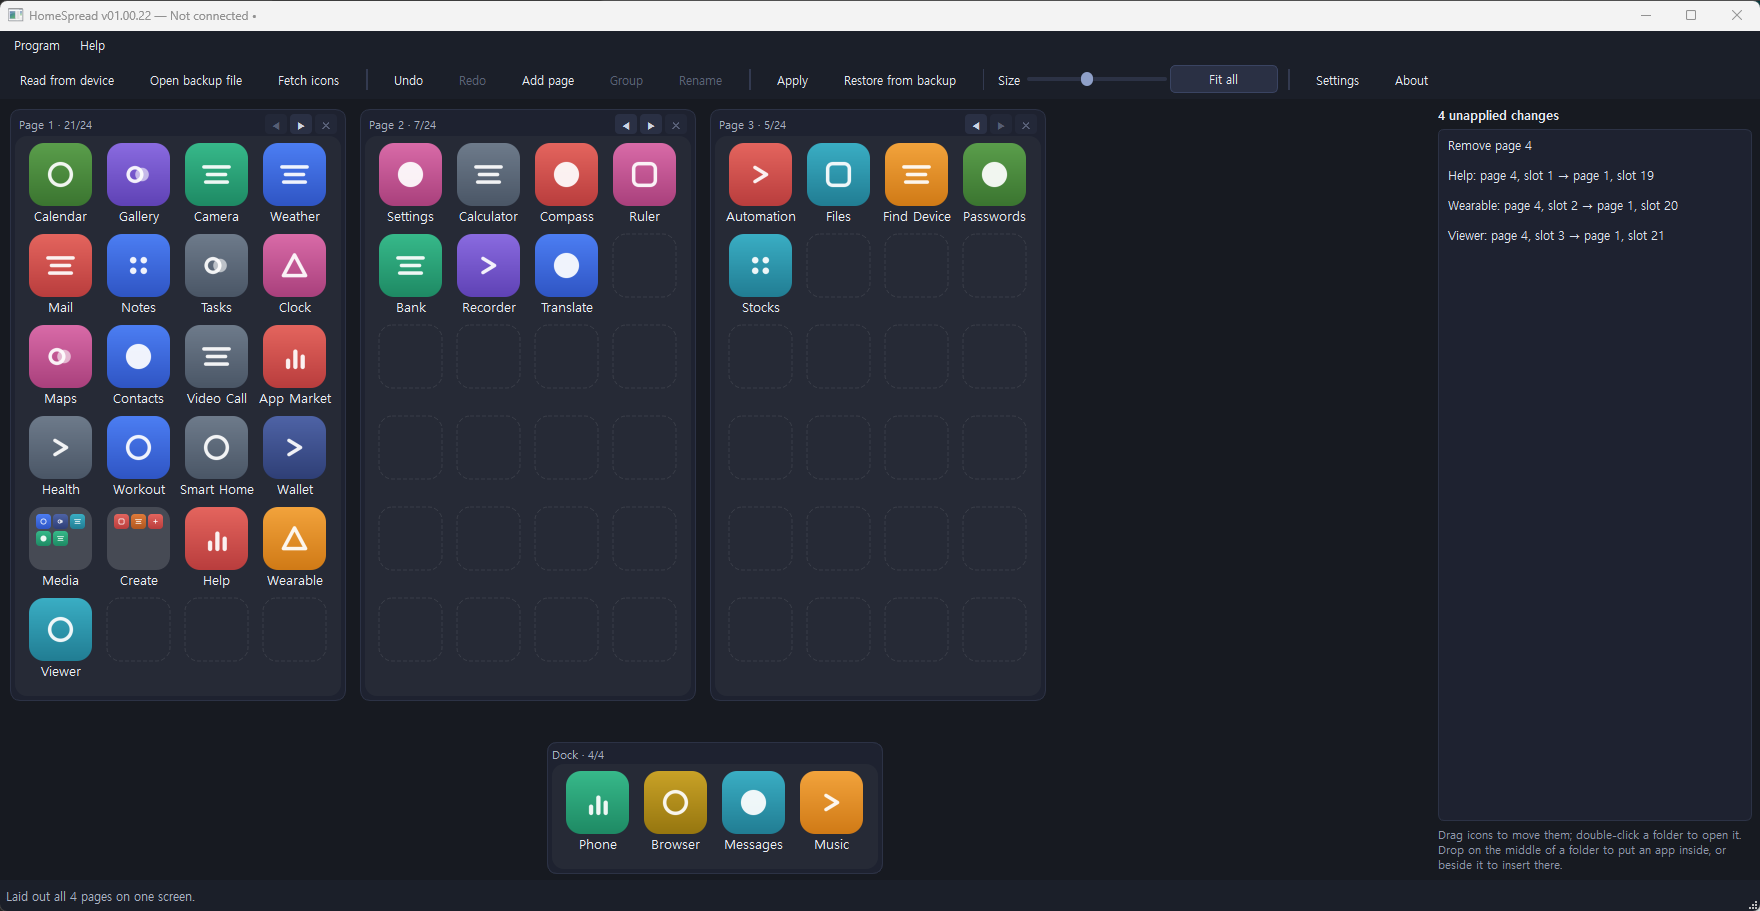 HomeSpread v01.00.22 — Not connected •
Program Help
Read from device Open backup file Fetch icons Undo Redo Add page Group Rename Apply Restore from backup Size Fit all Settings About
Page 1 · 21/24
Calendar Gallery Camera Weather
Mail Notes Tasks Clock
Maps Contacts Video Call App Market
Health Workout Smart Home Wallet
Media Create Help Wearable
Viewer
Page 2 · 7/24
Settings Calculator Compass Ruler
Bank Recorder Translate
Page 3 · 5/24
Automation Files Find Device Passwords
Stocks
Dock · 4/4
Phone Browser Messages Music
4 unapplied changes
Remove page 4
Help: page 4, slot 1 → page 1, slot 19
Wearable: page 4, slot 2 → page 1, slot 20
Viewer: page 4, slot 3 → page 1, slot 21
Drag icons to move them; double-click a folder to open it.
Drop on the middle of a folder to put an app inside, or
beside it to insert there.
Laid out all 4 pages on one screen.